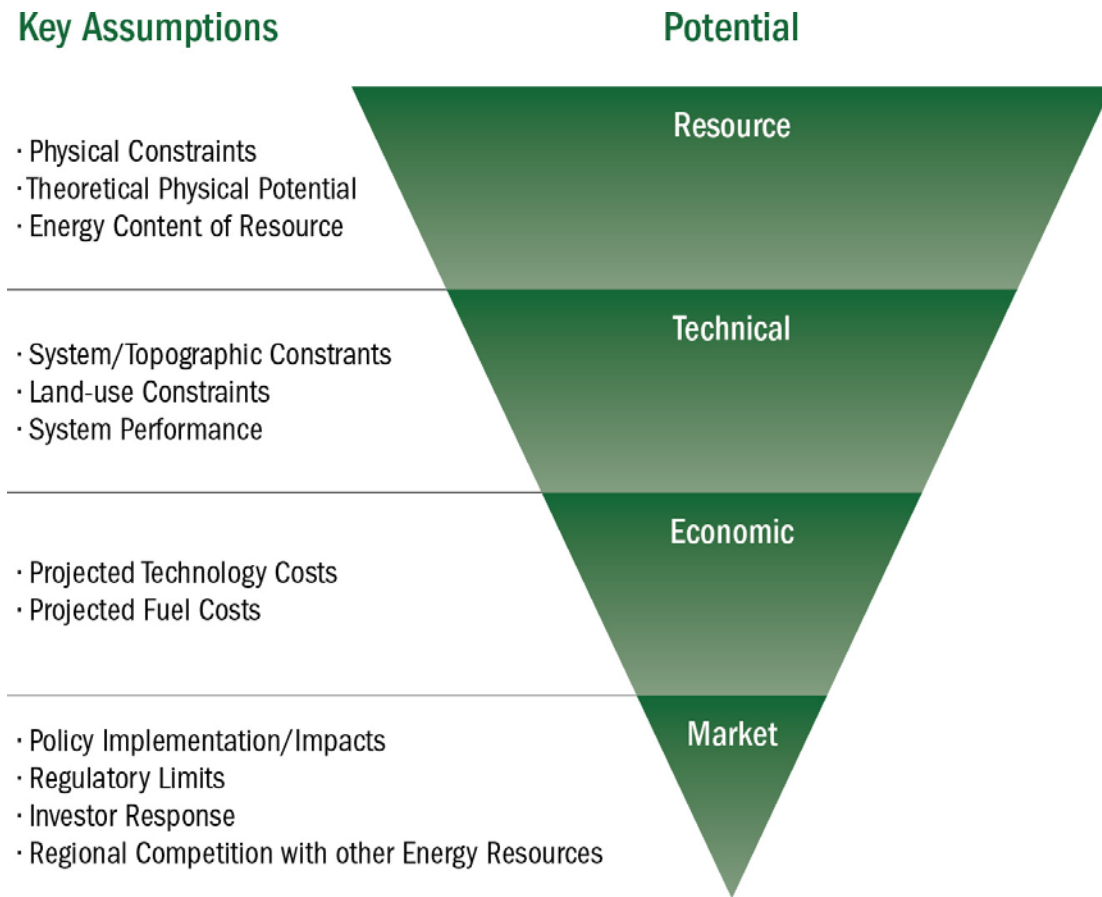 Key Assumptions
Potential
Resource
· Physical Constraints
· Theoretical Physical Potential
· Energy Content of Resource
Technical
· System/Topographic Constrants
· Land-use Constraints
· System Performance
Economic
· Projected Technology Costs
· Projected Fuel Costs
Market
· Policy Implementation/Impacts
· Regulatory Limits
· Investor Response
· Regional Competition with other Energy Resources